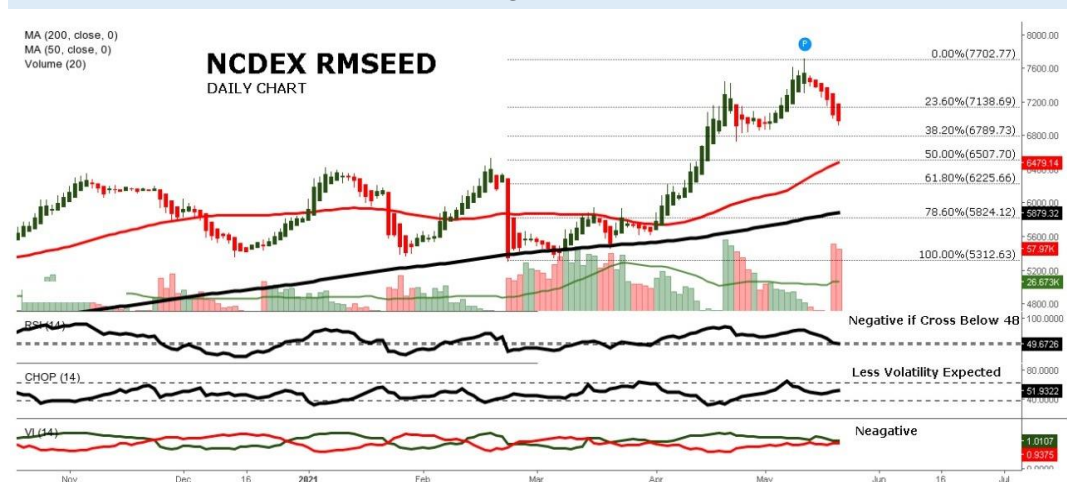 MA (200, close, 0)
MA (50, close, 0)
Volume (20)
NCDEX RMSEED
DAILY CHART
P
0.00%(7702.77)
23.60%(7138.69)
38.20%(6789.73)
50.00%(6507.70)
61.80%(6225.66)
78.60%(5824.12)
100.00%(5312.63)
8000.00
7600.00
7200.00
6800.00
6479.14
6400.00
6000.00
5879.32
5600.00
57.97K
5200.00
26.673K
4800.00
RSI (14)
Negative if Cross Below 48
100.0000
49.6726
CHOP (14)
Less Volatility Expected
80.0000
51.9322
40.0000
VI (14)
Neagative
1.0107
0.9375
0.0000
Nov
Dec
16
2021
Feb
Mar
Apr
May
Jun
16
Jul